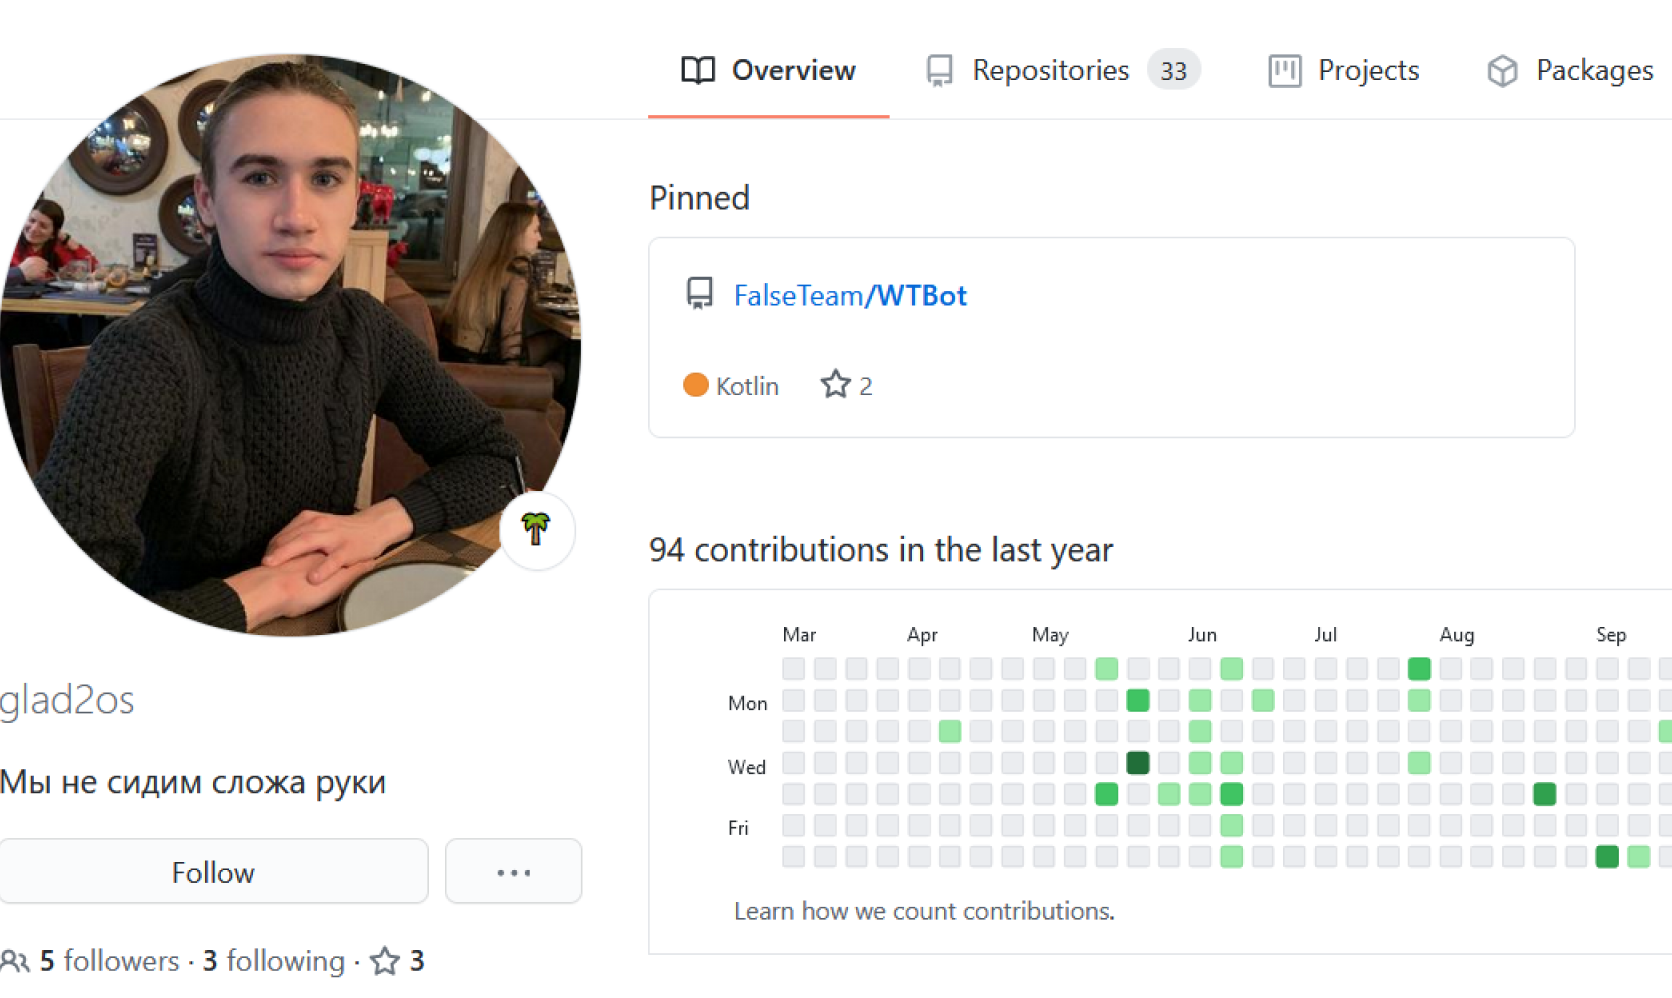 Overview Repositories 33 Projects Packages
Pinned
FalseTeam/WTBot
Kotlin 2
94 contributions in the last year
Mar Apr May Jun Jul Aug Sep
Mon
Wed
Fri
Learn how we count contributions.
glad2os
Мы не сидим сложа руки
Follow ...
5 followers · 3 following · 3